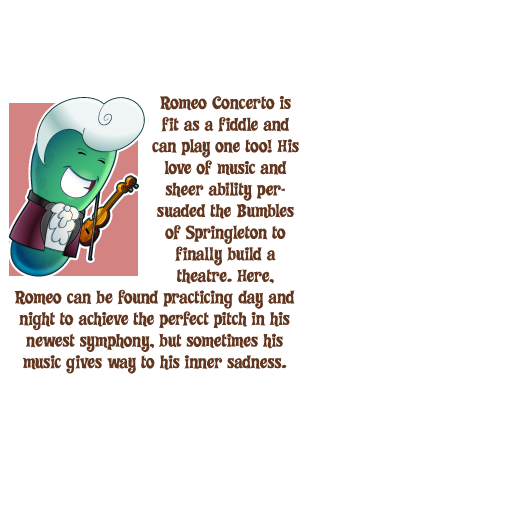 Romeo Concerto is
fit as a fiddle and
can play one too! His
love of music and
sheer ability per-
suaded the Bumbles
of Springleton to
finally build a
theatre. Here,
Romeo can be found practicing day and
night to achieve the perfect pitch in his
newest symphony, but sometimes his
music gives way to his inner sadness.